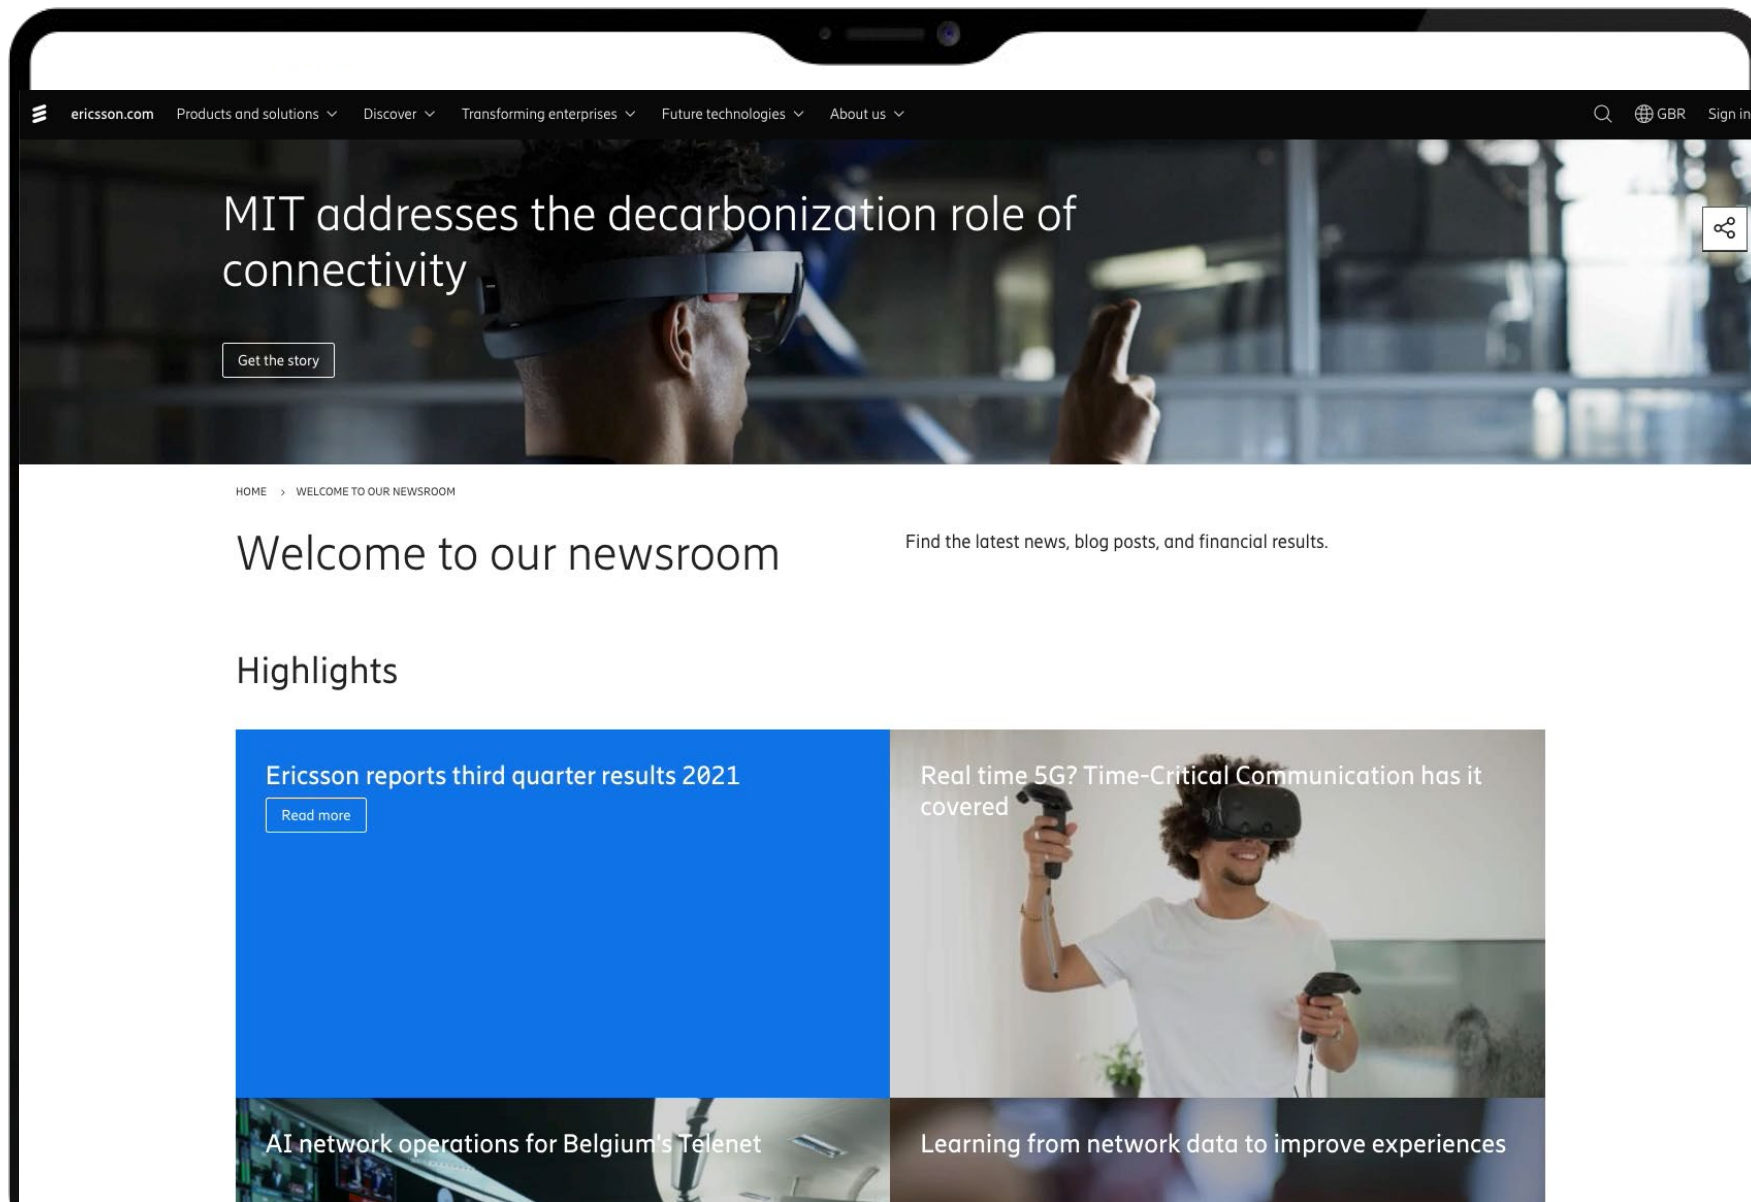 ericsson.com Products and solutions Discover Transforming enterprises Future technologies About us GBR Sign in
MIT addresses the decarbonization role of
connectivity
Get the story
HOME > WELCOME TO OUR NEWSROOM
Welcome to our newsroom
Find the latest news, blog posts, and financial results.
Highlights
Ericsson reports third quarter results 2021
Read more
Real time 5G? Time-Critical Communication has it
covered
AI network operations for Belgium's Telenet
Learning from network data to improve experiences